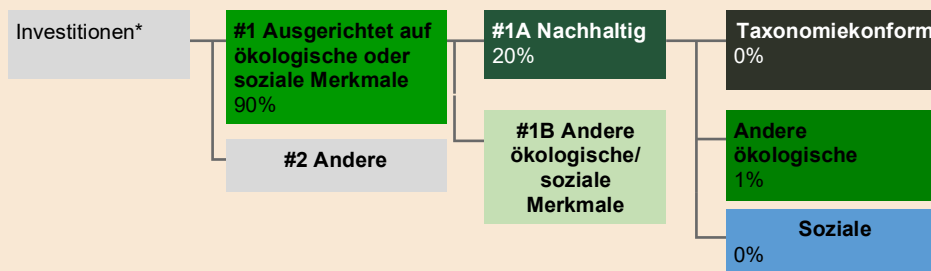 Investitionen*
#1 Ausgerichtet auf
ökologische oder
soziale Merkmale
90%
#2 Andere
#1A Nachhaltig
20%
#1B Andere
ökologische/
soziale
Merkmale
Taxonomiekonform
0%
Andere
ökologische
1%
Soziale
0%